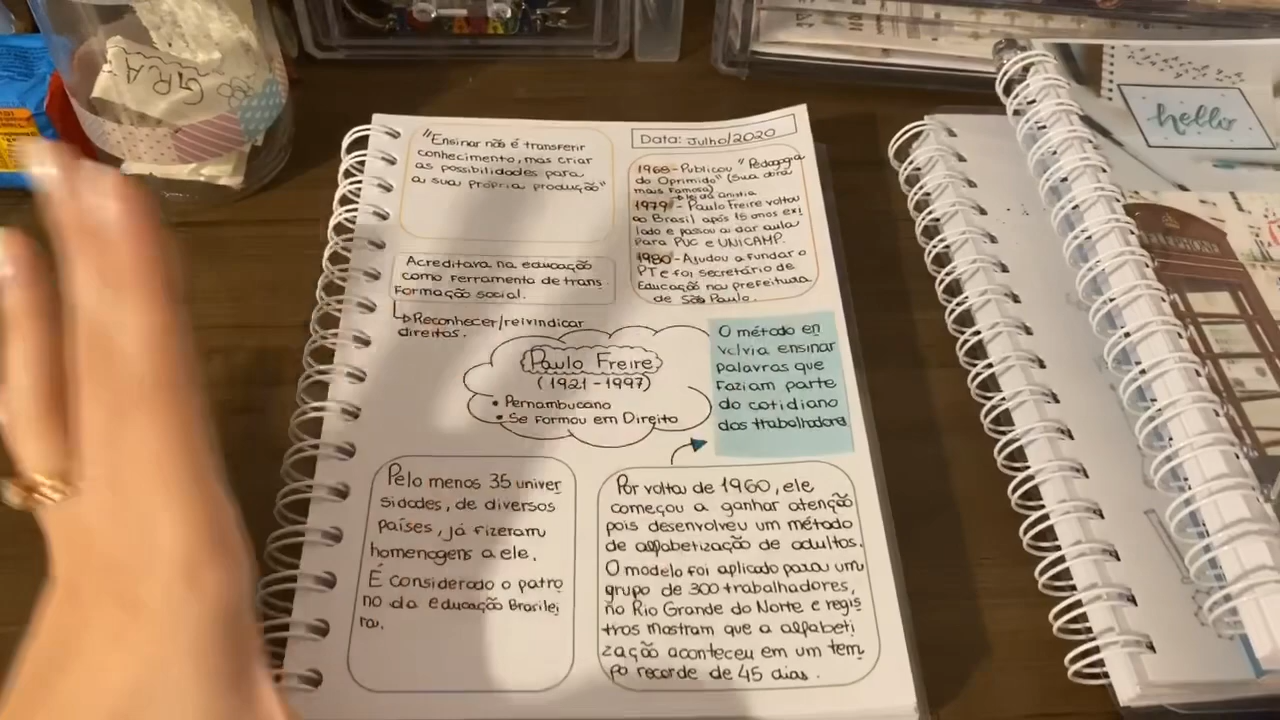 "Ensinar não é transferir
conhecimento, mas criar
as possibilidades para
a sua própria produção"
Data: Julho/2020
1968 - Publicou "Pedagogia
do Oprimido" (sua obra
mais famosa)
lei da anistia
1979 - Paulo Freire voltou
ao Brasil após 15 anos exi
lado e passou a dar aula
para PUC e UNICAMP.
1980 - Ajudou a fundar o
PT e foi secretário de
Educação na prefeitura
de São Paulo.
Acreditava na educação
como ferramenta de trans
formação social.
Reconhecer/reivindicar
direitos.
Paulo Freire
(1921-1997)
• Pernambucano
• Se Formou em Direito
O método en
volvia ensinar
palavras que
faziam parte
do cotidiano
dos trabalhadores
Pelo menos 35 univer
sidades, de diversos
países, já fizeram
homenagens a ele.
É considerado o patro
no da educação Brasilei
ra.
Por volta de 1960, ele
começou a ganhar atenção
pois desenvolveu um método
de alfabetização de adultos.
O modelo foi aplicado para um
grupo de 300 trabalhadores,
no Rio Grande do Norte e regis
tros mostram que a alfabeti
zação aconteceu em um tem
po recorde de 45 dias.
hello
TELEPHONE
GRA